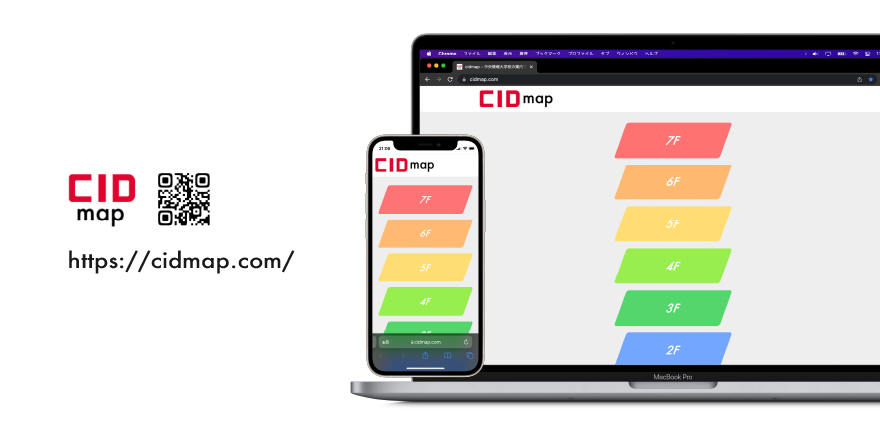 CID
map
https://cidmap.com/
21:08
CID map
7F
6F
5F
4F
cidmap.com
Chrome ファイル 編集 表示 履歴 ブックマーク プロファイル タブ ウィンドウ ヘルプ
cidmap.com
CID map
7F
6F
5F
4F
3F
2F
MacBook Pro